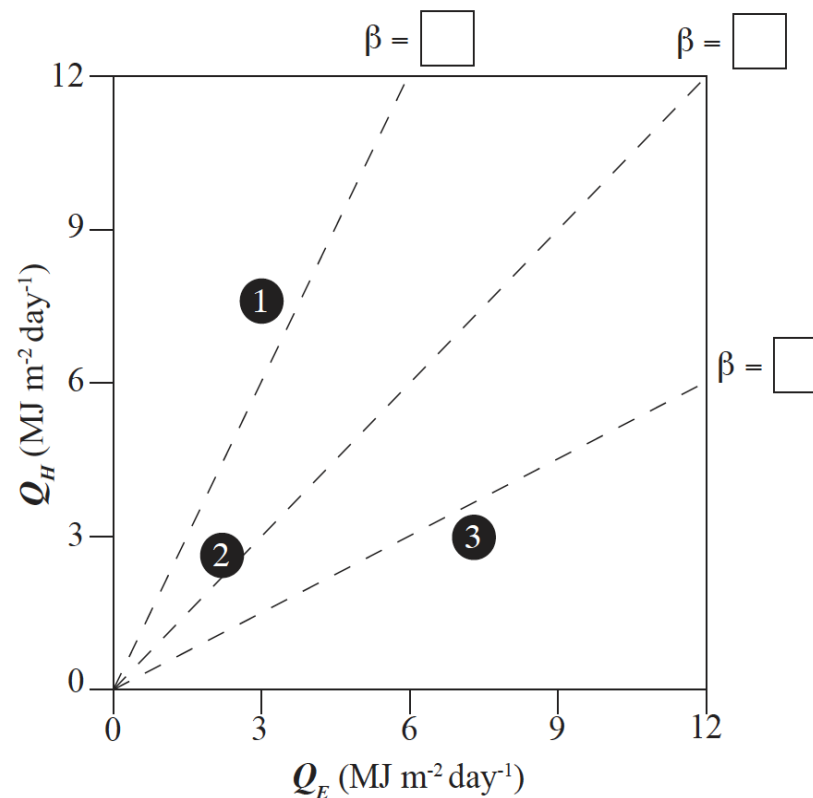 β =
β =
12
9
1
6
β =
Q_H (MJ m⁻² day⁻¹)
3
2
3
0
0 3 6 9 12
Q_E (MJ m⁻² day⁻¹)